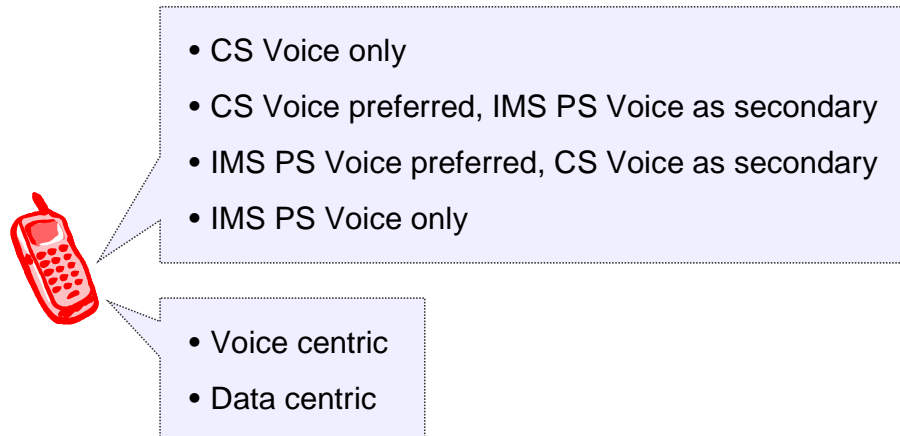 • CS Voice only
• CS Voice preferred, IMS PS Voice as secondary
• IMS PS Voice preferred, CS Voice as secondary
• IMS PS Voice only
• Voice centric
• Data centric